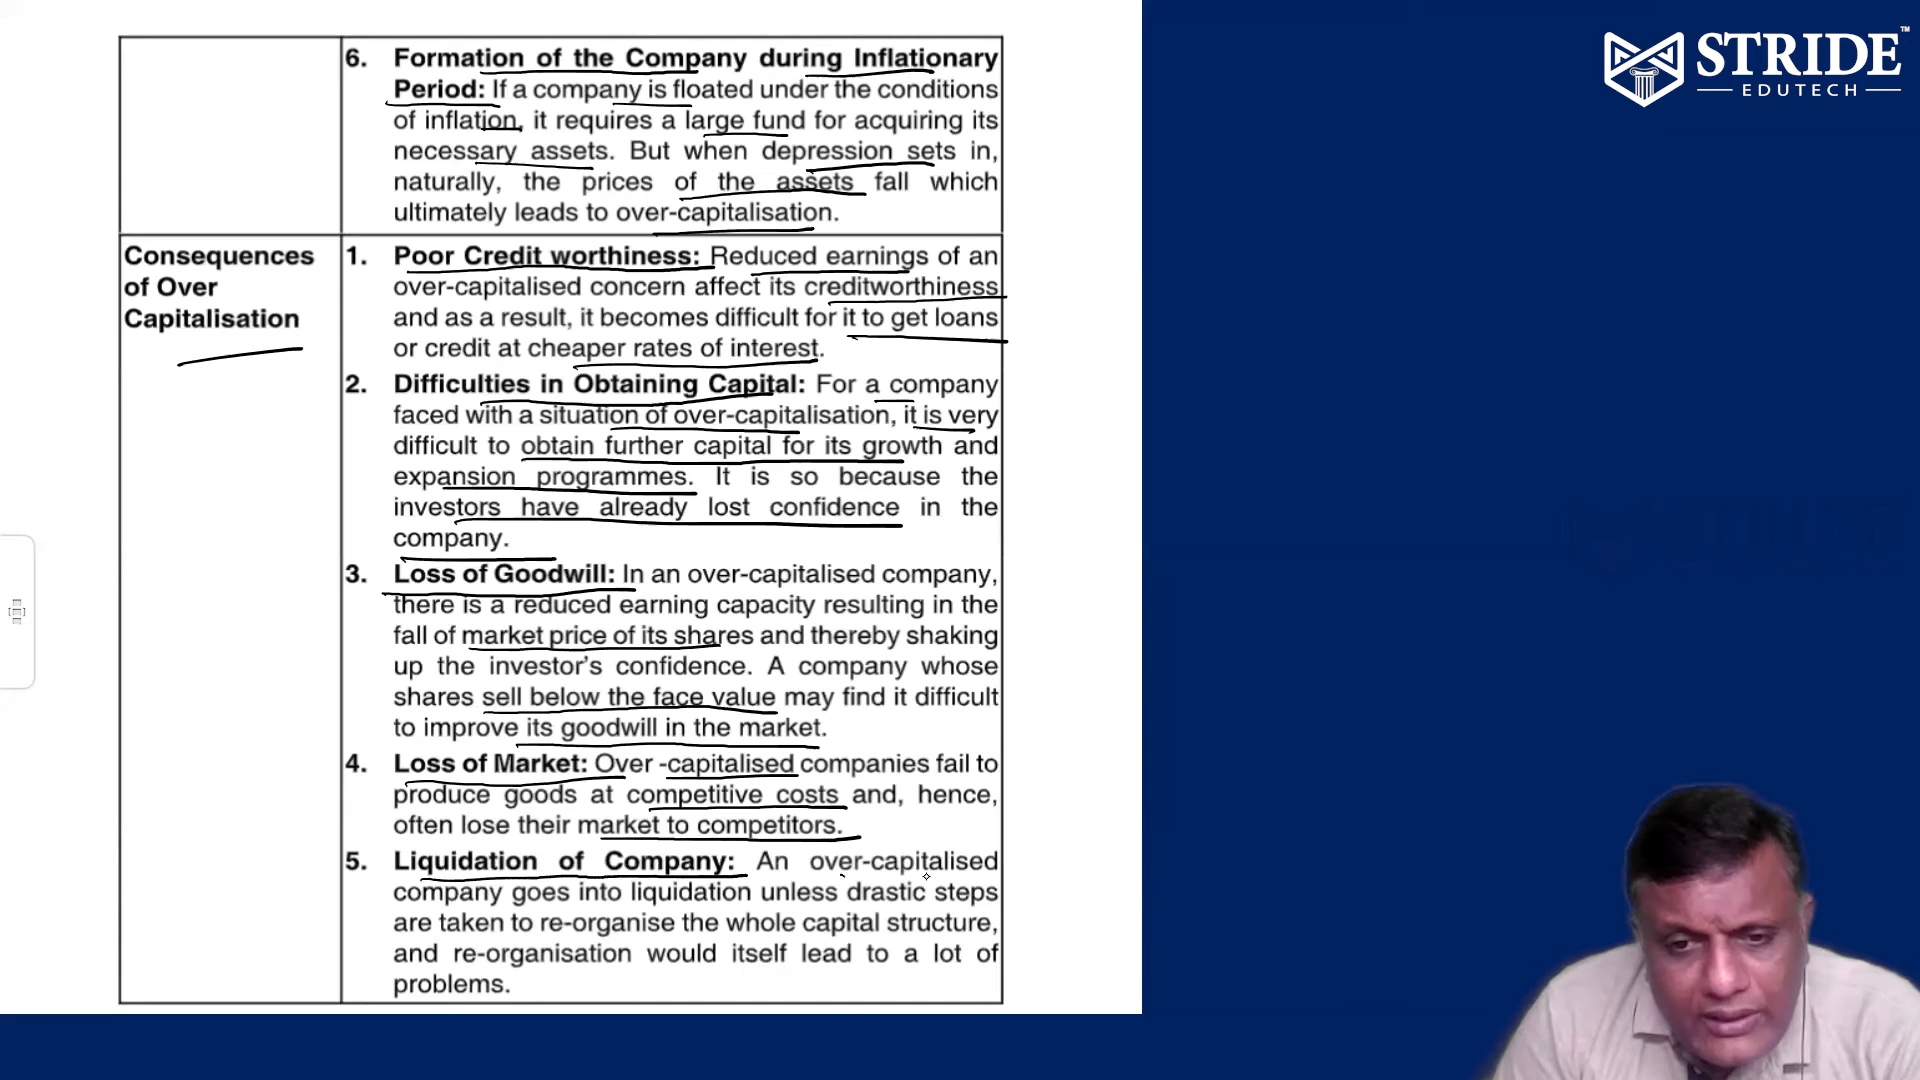 6. Formation of the Company during Inflationary
Period: If a company is floated under the conditions
of inflation, it requires a large fund for acquiring its
necessary assets. But when depression sets in,
naturally, the prices of the assets fall which
ultimately leads to over-capitalisation.
Consequences
of Over
Capitalisation
1. Poor Credit worthiness: Reduced earnings of an
over-capitalised concern affect its creditworthiness
and as a result, it becomes difficult for it to get loans
or credit at cheaper rates of interest.
2. Difficulties in Obtaining Capital: For a company
faced with a situation of over-capitalisation, it is very
difficult to obtain further capital for its growth and
expansion programmes. It is so because the
investors have already lost confidence in the
company.
3. Loss of Goodwill: In an over-capitalised company,
there is a reduced earning capacity resulting in the
fall of market price of its shares and thereby shaking
up the investor's confidence. A company whose
shares sell below the face value may find it difficult
to improve its goodwill in the market.
4. Loss of Market: Over -capitalised companies fail to
produce goods at competitive costs and, hence,
often lose their market to competitors.
5. Liquidation of Company: An over-capitalised
company goes into liquidation unless drastic steps
are taken to re-organise the whole capital structure,
and re-organisation would itself lead to a lot of
problems.
STRIDE™
EDUTECH